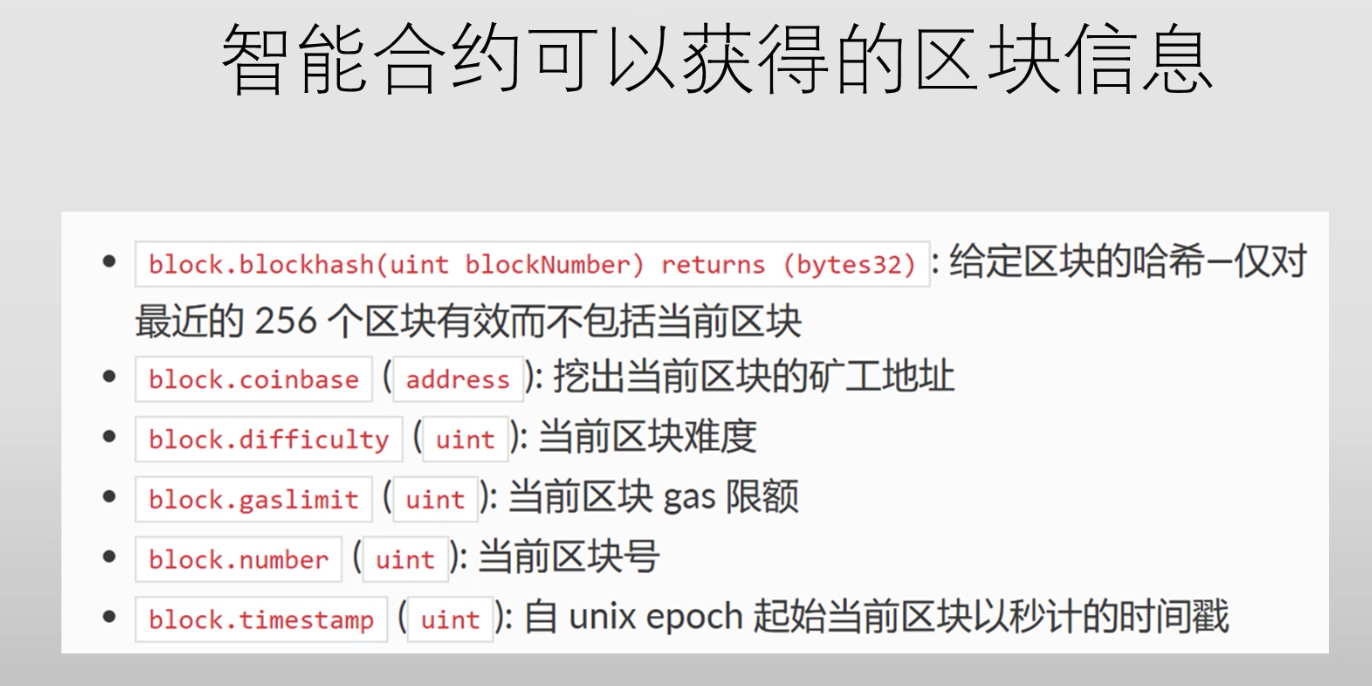 智能合约可以获得的区块信息
• block.blockhash(uint blockNumber) returns (bytes32) : 给定区块的哈希—仅对
最近的 256 个区块有效而不包括当前区块
• block.coinbase ( address ): 挖出当前区块的矿工地址
• block.difficulty ( uint ): 当前区块难度
• block.gaslimit ( uint ): 当前区块 gas 限额
• block.number ( uint ): 当前区块号
• block.timestamp ( uint ): 自 unix epoch 起始当前区块以秒计的时间戳